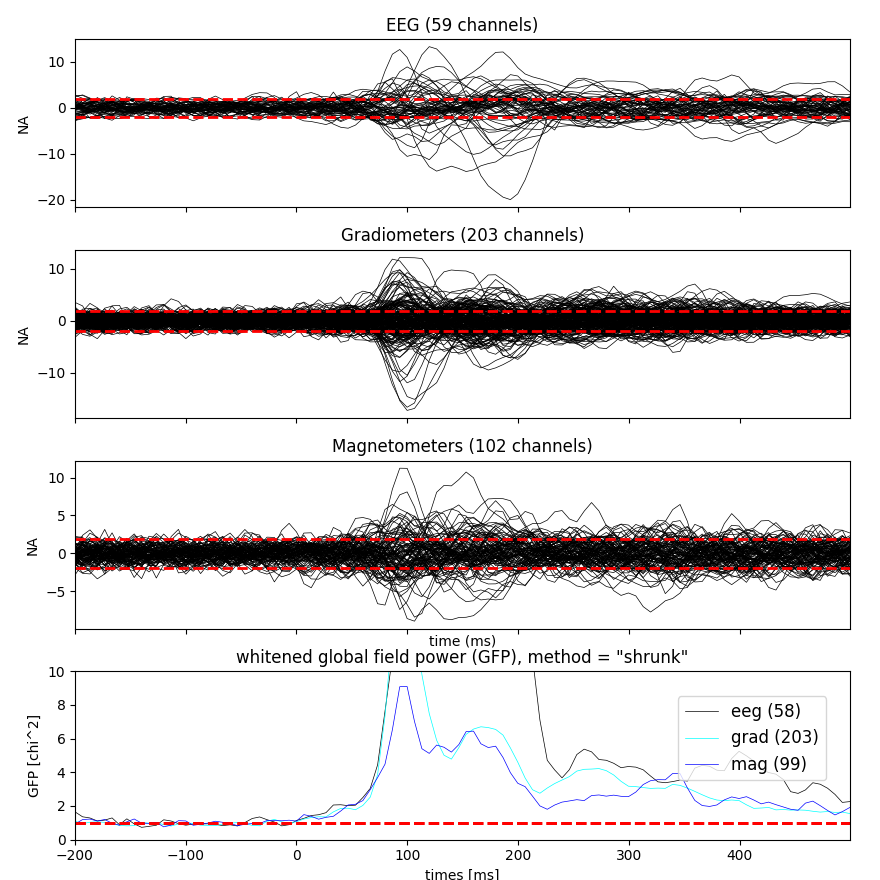 EEG (59 channels)
10
0
−10
−20
NA
Gradiometers (203 channels)
10
0
−10
NA
Magnetometers (102 channels)
10
5
0
−5
NA
time (ms)
whitened global field power (GFP), method = "shrunk"
10
8
6
4
2
0
GFP [chi^2]
eeg (58)
grad (203)
mag (99)
−200 −100 0 100 200 300 400
times [ms]